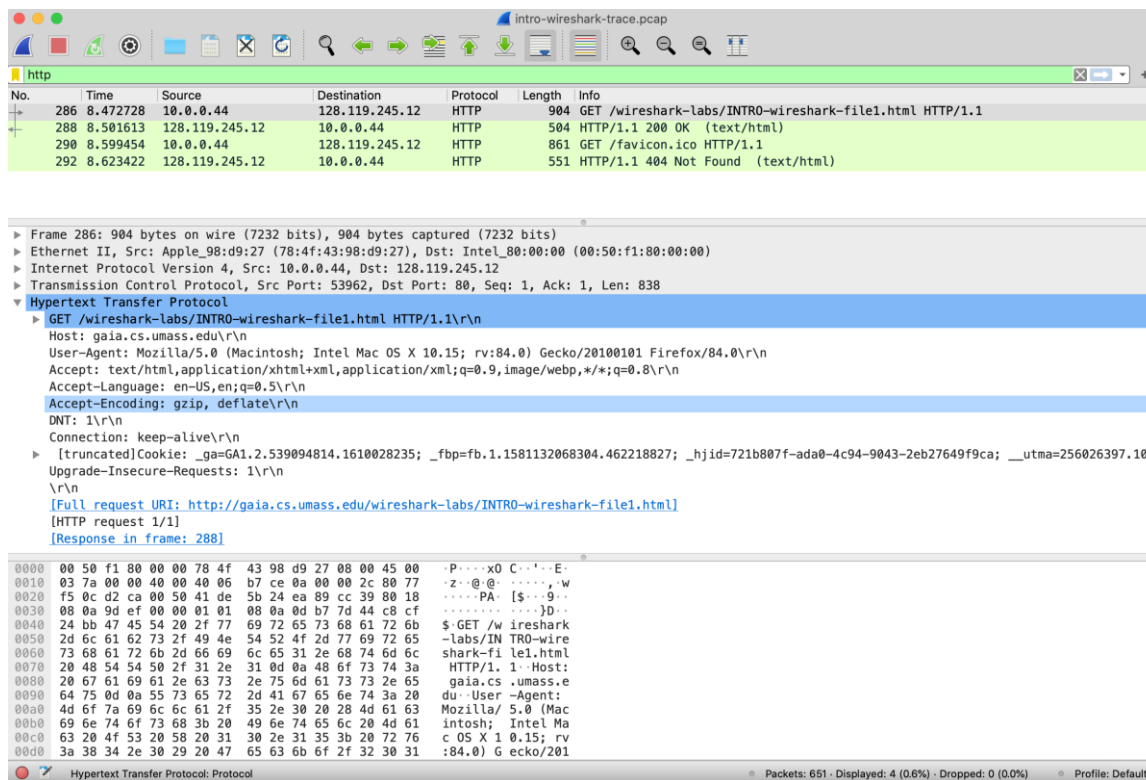 intro-wireshark-trace.pcap
http
No. Time Source Destination Protocol Length Info
286 8.472728 10.0.0.44 128.119.245.12 HTTP 904 GET /wireshark-labs/INTRO-wireshark-file1.html HTTP/1.1
288 8.501613 128.119.245.12 10.0.0.44 HTTP 504 HTTP/1.1 200 OK (text/html)
290 8.599454 10.0.0.44 128.119.245.12 HTTP 861 GET /favicon.ico HTTP/1.1
292 8.623422 128.119.245.12 10.0.0.44 HTTP 551 HTTP/1.1 404 Not Found (text/html)
Frame 286: 904 bytes on wire (7232 bits), 904 bytes captured (7232 bits)
Ethernet II, Src: Apple_98:d9:27 (78:4f:43:98:d9:27), Dst: Intel_80:00:00 (00:50:f1:80:00:00)
Internet Protocol Version 4, Src: 10.0.0.44, Dst: 128.119.245.12
Transmission Control Protocol, Src Port: 53962, Dst Port: 80, Seq: 1, Ack: 1, Len: 838
Hypertext Transfer Protocol
GET /wireshark-labs/INTRO-wireshark-file1.html HTTP/1.1\r\n
Host: gaia.cs.umass.edu\r\n
User-Agent: Mozilla/5.0 (Macintosh; Intel Mac OS X 10.15; rv:84.0) Gecko/20100101 Firefox/84.0\r\n
Accept: text/html,application/xhtml+xml,application/xml;q=0.9,image/webp,*/*;q=0.8\r\n
Accept-Language: en-US,en;q=0.5\r\n
Accept-Encoding: gzip, deflate\r\n
DNT: 1\r\n
Connection: keep-alive\r\n
[truncated]Cookie: _ga=GA1.2.539094814.1610028235; _fbp=fb.1.1581132068304.462218827; _hjid=721b807f-ada0-4c94-9043-2eb27649f9ca; __utma=256026397.10
Upgrade-Insecure-Requests: 1\r\n
\r\n
[Full request URI: http://gaia.cs.umass.edu/wireshark-labs/INTRO-wireshark-file1.html]
[HTTP request 1/1]
[Response in frame: 288]
0000 00 50 f1 80 00 00 78 4f 43 98 d9 27 08 00 45 00 ·P····xO C··'··E·
0010 03 7a 00 00 40 00 40 06 b7 ce 0a 00 00 2c 80 77 ·z··@·@· ·····,·w
0020 f5 0c d2 ca 00 50 41 de 5b 24 ea 89 cc 39 80 18 ·····PA· [$···9··
0030 08 0a 9d ef 00 00 01 01 08 0a 0d b7 7d 44 c8 cf ········ ····}D··
0040 24 bb 47 45 54 20 2f 77 69 72 65 73 68 61 72 6b $·GET /w ireshark
0050 2d 6c 61 62 73 2f 49 4e 54 52 4f 2d 77 69 72 65 -labs/IN TRO-wire
0060 73 68 61 72 6b 2d 66 69 6c 65 31 2e 68 74 6d 6c shark-fi le1.html
0070 20 48 54 54 50 2f 31 2e 31 0d 0a 48 6f 73 74 3a HTTP/1. 1··Host:
0080 20 67 61 69 61 2e 63 73 2e 75 6d 61 73 73 2e 65 gaia.cs .umass.e
0090 64 75 0d 0a 55 73 65 72 2d 41 67 65 6e 74 3a 20 du··User -Agent:
00a0 4d 6f 7a 69 6c 6c 61 2f 35 2e 30 20 28 4d 61 63 Mozilla/ 5.0 (Mac
00b0 69 6e 74 6f 73 68 3b 20 49 6e 74 65 6c 20 4d 61 intosh; Intel Ma
00c0 63 20 4f 53 20 58 20 31 30 2e 31 35 3b 20 72 76 c OS X 1 0.15; rv
00d0 3a 38 34 2e 30 29 20 47 65 63 6b 6f 2f 32 30 31 :84.0) G ecko/201
Hypertext Transfer Protocol: Protocol Packets: 651 · Displayed: 4 (0.6%) · Dropped: 0 (0.0%) Profile: Default